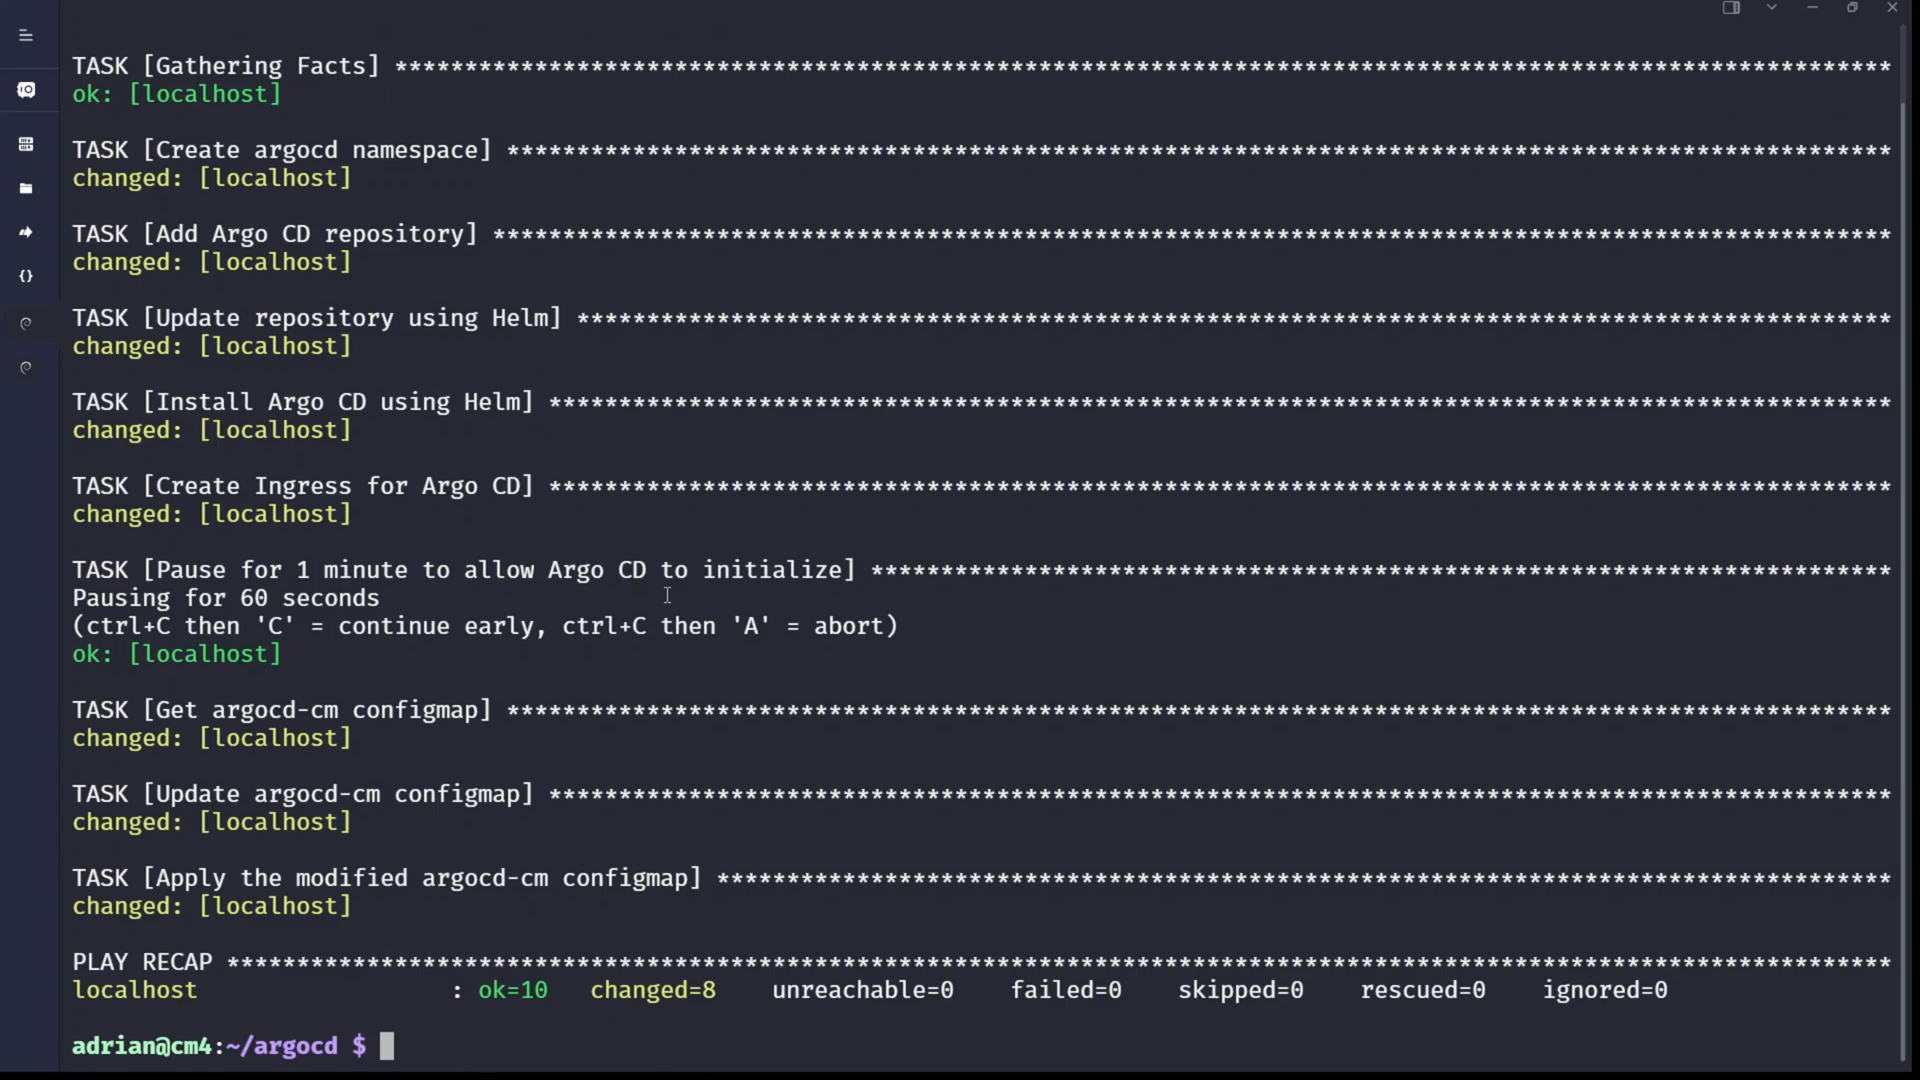 TASK [Gathering Facts] **********************************************************************************************************
ok: [localhost]
TASK [Create argocd namespace] **************************************************************************************************
changed: [localhost]
TASK [Add Argo CD repository] ***************************************************************************************************
changed: [localhost]
TASK [Update repository using Helm] *********************************************************************************************
changed: [localhost]
TASK [Install Argo CD using Helm] ***********************************************************************************************
changed: [localhost]
TASK [Create Ingress for Argo CD] ***********************************************************************************************
changed: [localhost]
TASK [Pause for 1 minute to allow Argo CD to initialize] ************************************************************************
Pausing for 60 seconds
(ctrl+C then 'C' = continue early, ctrl+C then 'A' = abort)
ok: [localhost]
TASK [Get argocd-cm configmap] **************************************************************************************************
changed: [localhost]
TASK [Update argocd-cm configmap] ***********************************************************************************************
changed: [localhost]
TASK [Apply the modified argocd-cm configmap] ***********************************************************************************
changed: [localhost]
PLAY RECAP **********************************************************************************************************************
localhost                  : ok=10   changed=8    unreachable=0    failed=0    skipped=0    rescued=0    ignored=0
adrian@cm4:~/argocd $